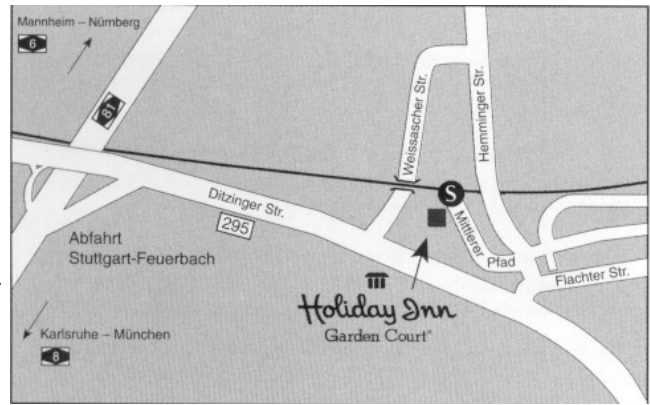 Mannheim – Nürnberg
6
81
Weissascher Str.
Hemminger Str.
S
Ditzinger Str.
295
Mittlerer
Pfad
Abfahrt
Stuttgart-Feuerbach
Flachter Str.
Holiday Inn
Garden Court®
Karlsruhe – München
8